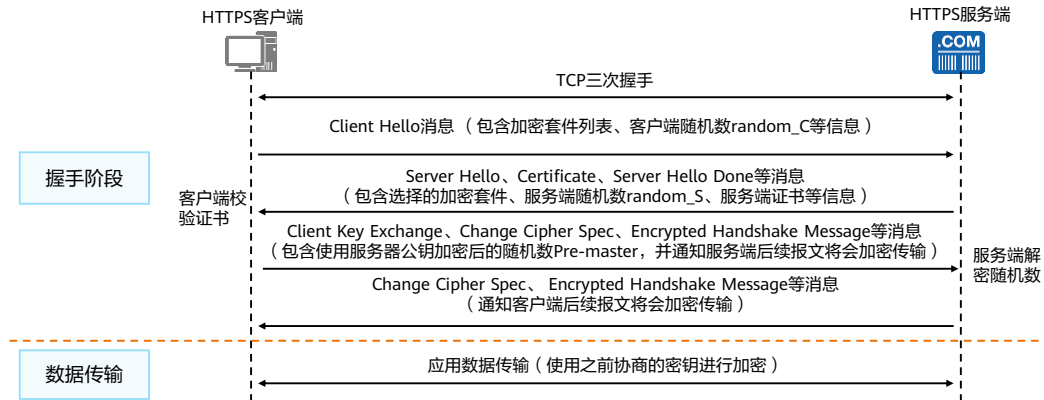 HTTPS客户端
HTTPS服务端
.COM
TCP三次握手
Client Hello消息（包含加密套件列表、客户端随机数random_C等信息）
握手阶段
Server Hello、Certificate、Server Hello Done等消息
（包含选择的加密套件、服务端随机数random_S、服务端证书等信息）
客户端校
验证书
Client Key Exchange、Change Cipher Spec、Encrypted Handshake Message等消息
（包含使用服务器公钥加密后的随机数Pre-master，并通知服务端后续报文将会加密传输）
服务端解
密随机数
Change Cipher Spec、 Encrypted Handshake Message等消息
（通知客户端后续报文将会加密传输）
数据传输
应用数据传输（使用之前协商的密钥进行加密）